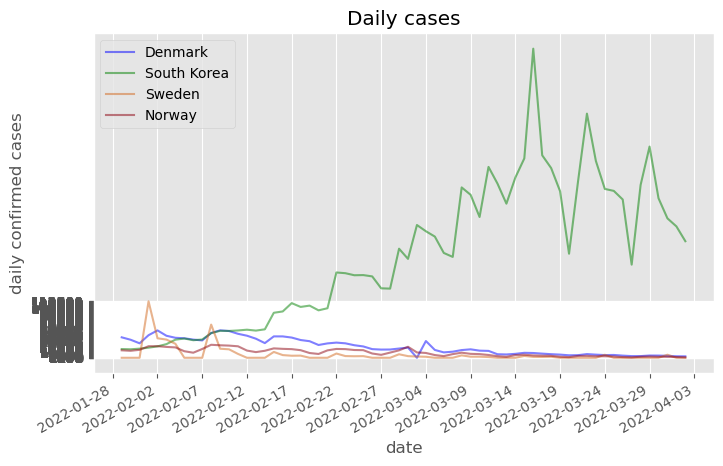 Daily cases
Denmark
South Korea
Sweden
Norway
daily confirmed cases
2022-01-28
2022-02-02
2022-02-07
2022-02-12
2022-02-17
2022-02-22
2022-02-27
2022-03-04
2022-03-09
2022-03-14
2022-03-19
2022-03-24
2022-03-29
2022-04-03
date